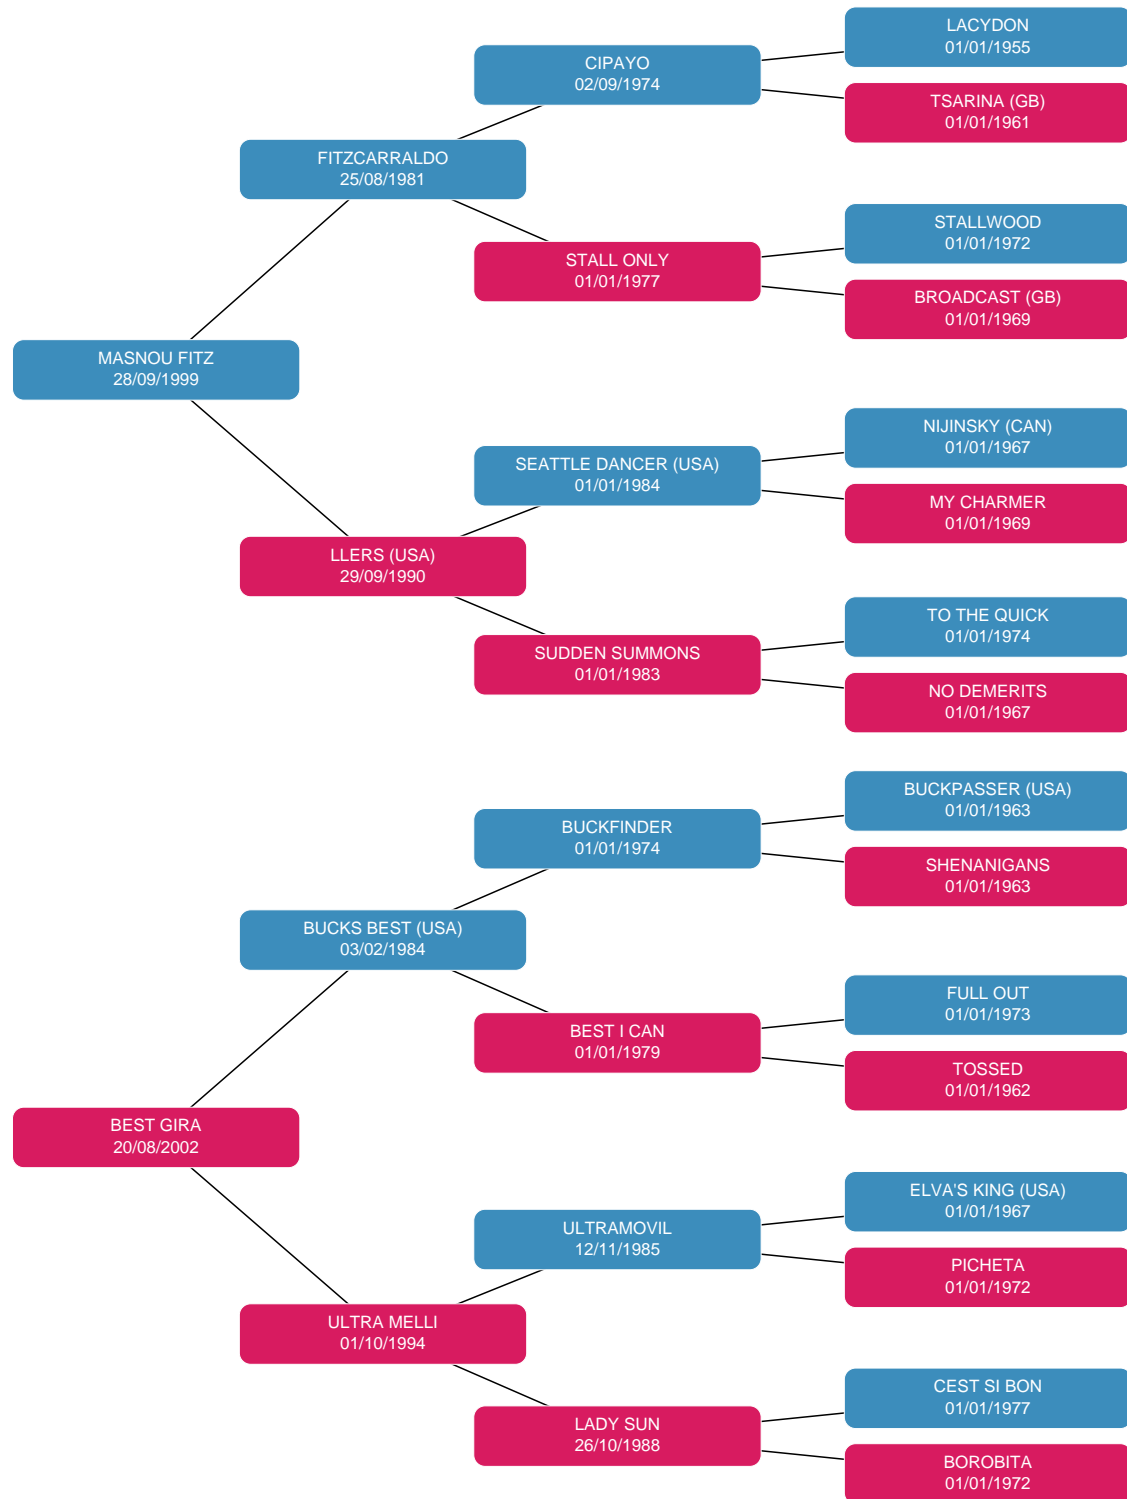 LACYDON
01/01/1955
CIPAYO
02/09/1974
TSARINA (GB)
01/01/1961
FITZCARRALDO
25/08/1981
STALLWOOD
01/01/1972
STALL ONLY
01/01/1977
BROADCAST (GB)
01/01/1969
MASNOU FITZ
28/09/1999
NIJINSKY (CAN)
01/01/1967
SEATTLE DANCER (USA)
01/01/1984
MY CHARMER
01/01/1969
LLERS (USA)
29/09/1990
TO THE QUICK
01/01/1974
SUDDEN SUMMONS
01/01/1983
NO DEMERITS
01/01/1967
BUCKPASSER (USA)
01/01/1963
BUCKFINDER
01/01/1974
SHENANIGANS
01/01/1963
BUCKS BEST (USA)
03/02/1984
FULL OUT
01/01/1973
BEST I CAN
01/01/1979
TOSSED
01/01/1962
BEST GIRA
20/08/2002
ELVA'S KING (USA)
01/01/1967
ULTRAMOVIL
12/11/1985
PICHETA
01/01/1972
ULTRA MELLI
01/10/1994
CEST SI BON
01/01/1977
LADY SUN
26/10/1988
BOROBITA
01/01/1972